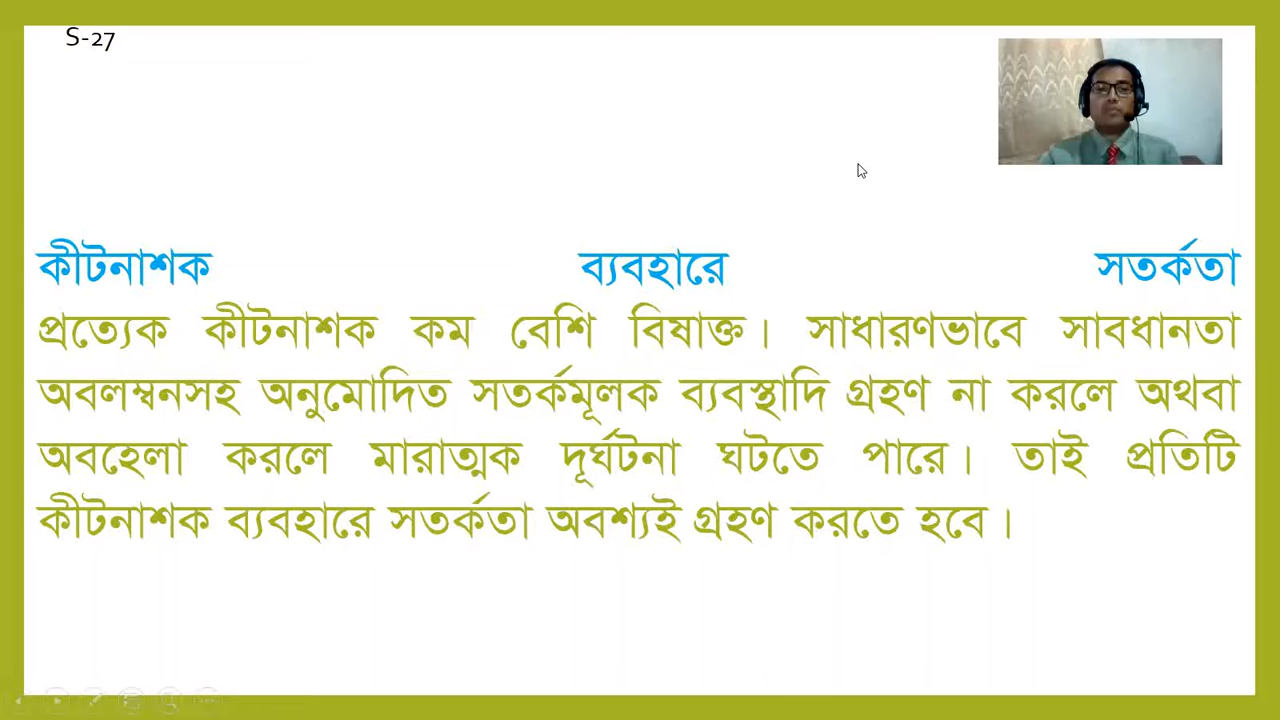 S-27
কীটনাশক ব্যবহারে সতর্কতা
প্রত্যেক কীটনাশক কম বেশি বিষাক্ত। সাধারণভাবে সাবধানতা
অবলম্বনসহ অনুমোদিত সতর্কমূলক ব্যবস্থাদি গ্রহণ না করলে অথবা
অবহেলা করলে মারাত্মক দূর্ঘটনা ঘটতে পারে। তাই প্রতিটি
কীটনাশক ব্যবহারে সতর্কতা অবশ্যই গ্রহণ করতে হবে।